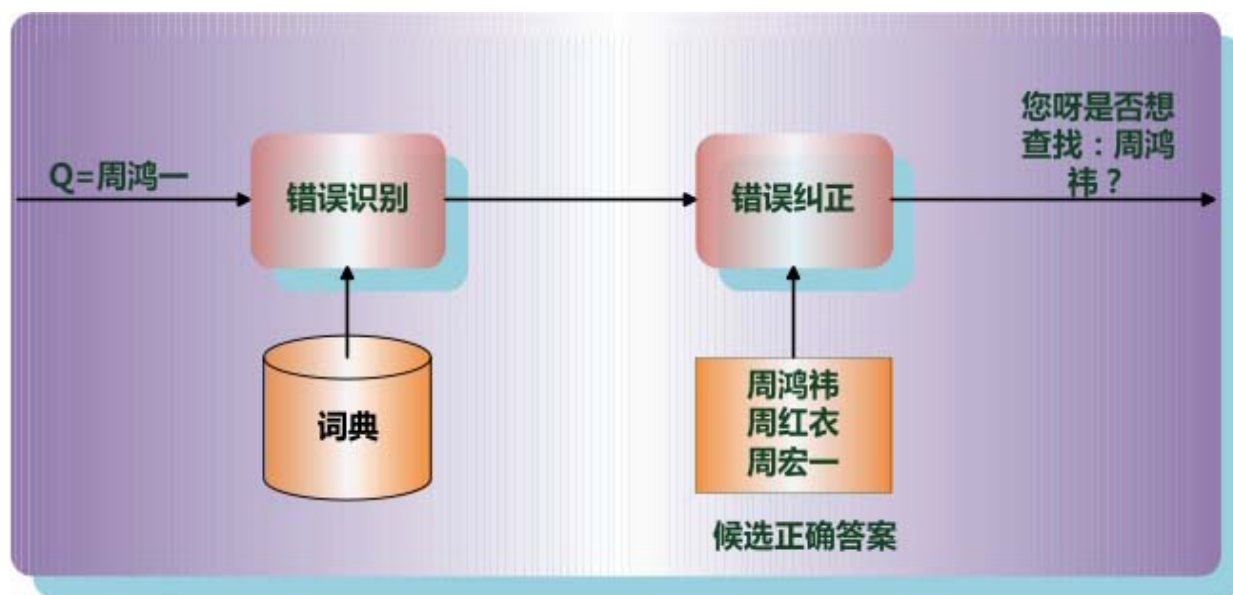 Q=周鸿一
错误识别
错误纠正
您呀是否想
查找：周鸿
祎？
词典
周鸿祎
周红衣
周宏一
候选正确答案